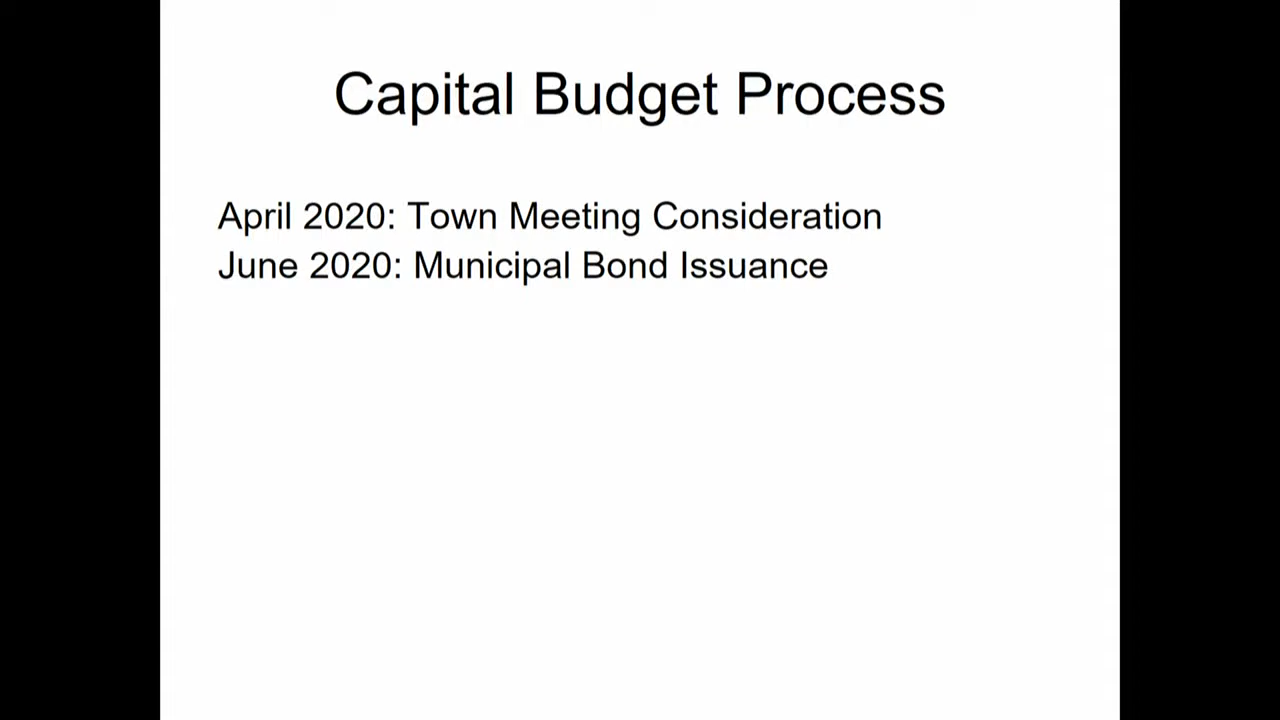 Capital Budget Process
April 2020: Town Meeting Consideration
June 2020: Municipal Bond Issuance